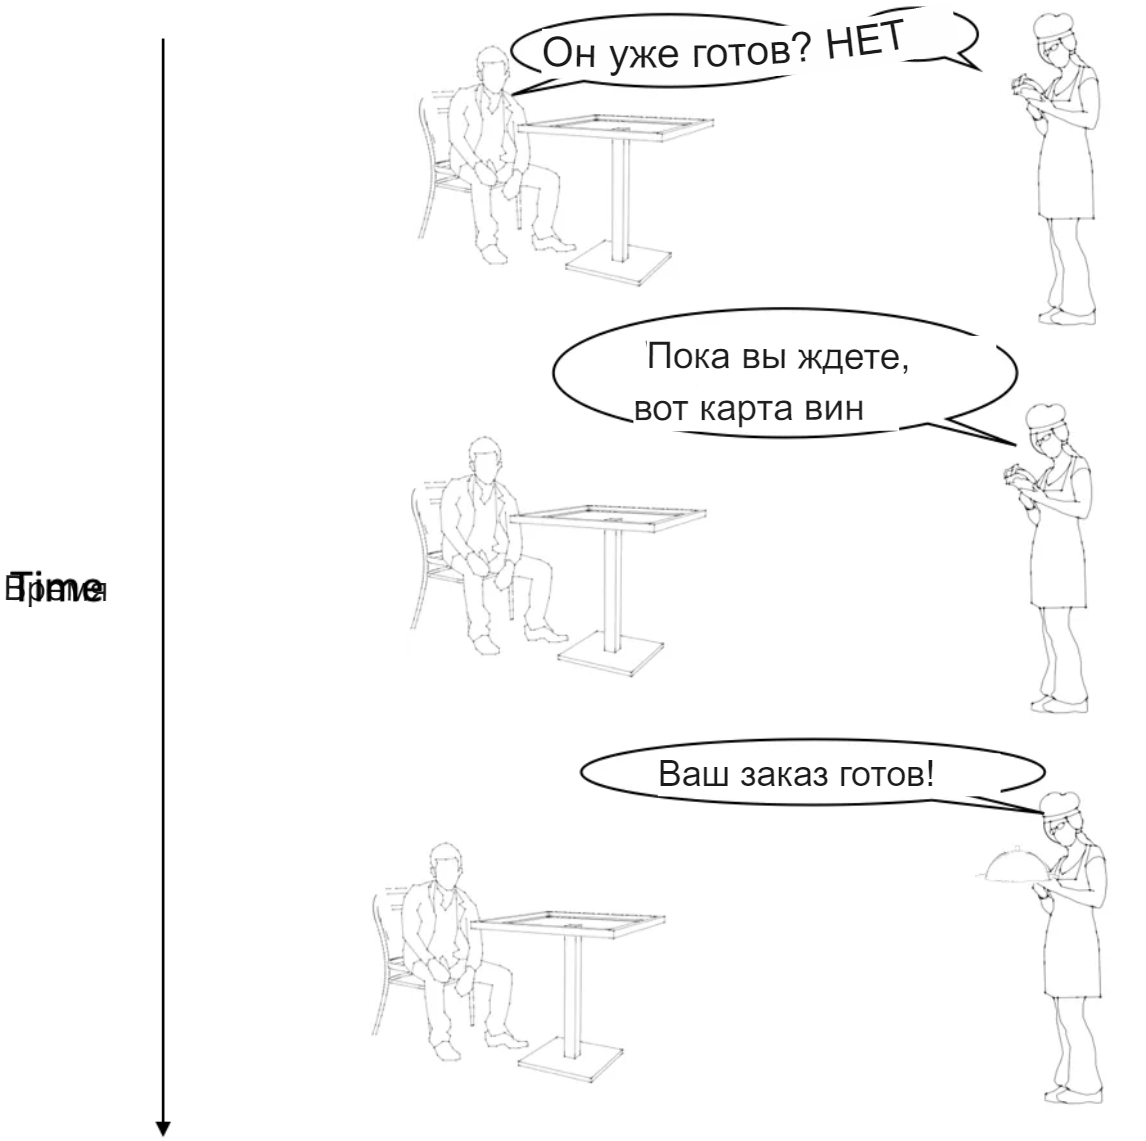 Он уже готов? НЕТ
Пока вы ждете,
вот карта вин
Time
Время
Ваш заказ готов!